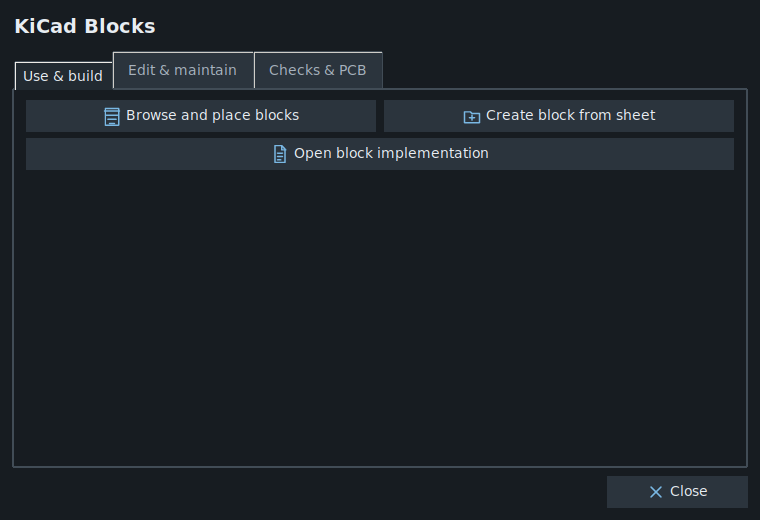 KiCad Blocks
Use & build
Edit & maintain
Checks & PCB
Browse and place blocks
Create block from sheet
Open block implementation
Close